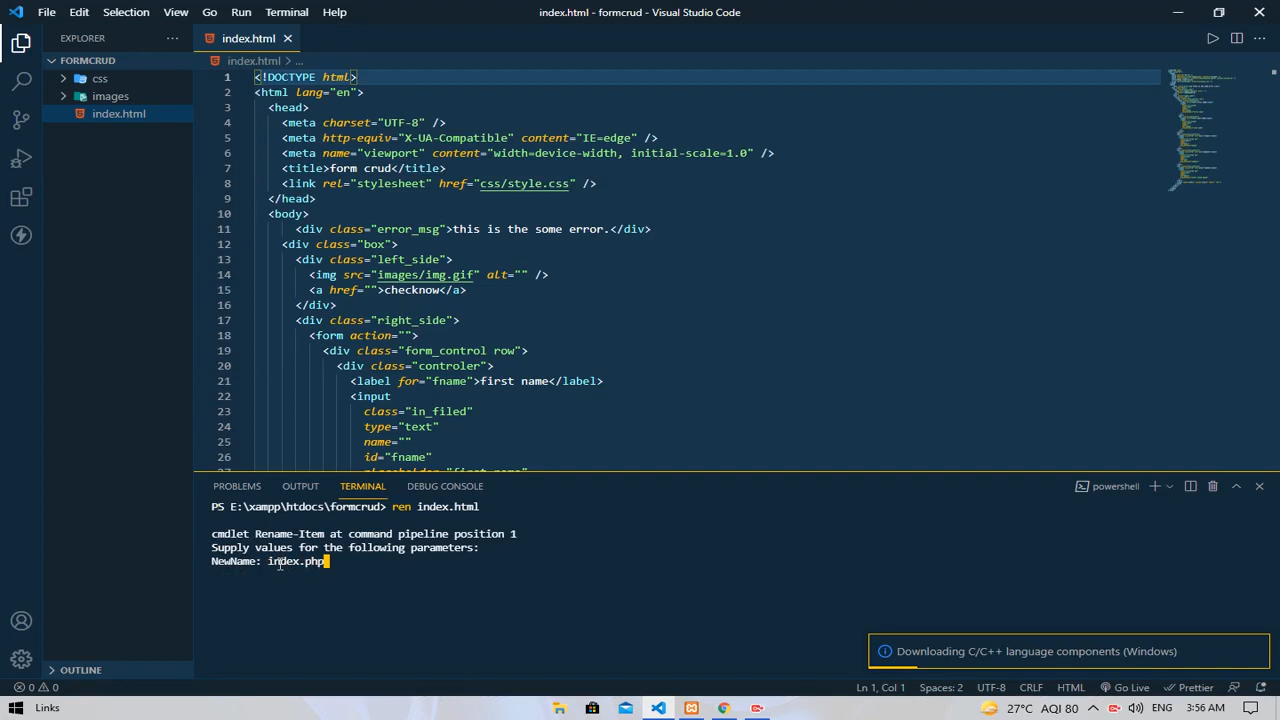 File Edit Selection View Go Run Terminal Help
index.html - formcrud - Visual Studio Code
EXPLORER
FORMCRUD
css
images
index.html
OUTLINE
index.html
index.html > ...
1 <!DOCTYPE html>
2 <html lang="en">
3 <head>
4 <meta charset="UTF-8" />
5 <meta http-equiv="X-UA-Compatible" content="IE=edge" />
6 <meta name="viewport" content="width=device-width, initial-scale=1.0" />
7 <title>form crud</title>
8 <link rel="stylesheet" href="css/style.css" />
9 </head>
10 <body>
11 <div class="error_msg">this is the some error.</div>
12 <div class="box">
13 <div class="left_side">
14 <img src="images/img.gif" alt="" />
15 <a href="">checknow</a>
16 </div>
17 <div class="right_side">
18 <form action="">
19 <div class="form_control row">
20 <div class="controler">
21 <label for="fname">first name</label>
22 <input
23 class="in_filed"
24 type="text"
25 name=""
26 id="fname"
27 placeholder="first name"
PROBLEMS OUTPUT TERMINAL DEBUG CONSOLE
powershell
PS E:\xampp\htdocs\formcrud> ren index.html
cmdlet Rename-Item at command pipeline position 1
Supply values for the following parameters:
NewName: index.php
Downloading C/C++ language components (Windows)
0 0
Ln 1, Col 1 Spaces: 2 UTF-8 CRLF HTML Go Live Prettier
Links
27°C AQI 80 3:56 AM